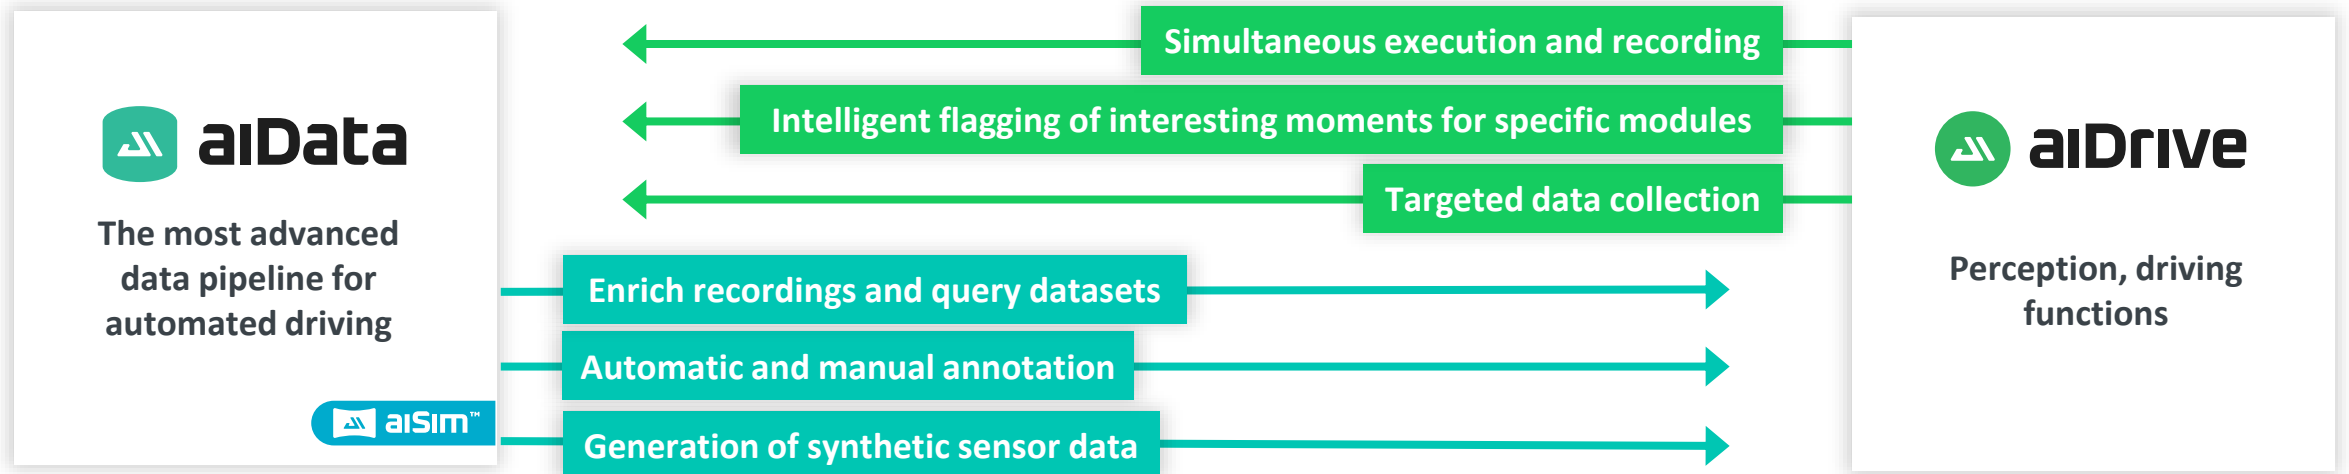 aiData
The most advanced
data pipeline for
automated driving
aiSim™
Simultaneous execution and recording
Intelligent flagging of interesting moments for specific modules
Targeted data collection
Enrich recordings and query datasets
Automatic and manual annotation
Generation of synthetic sensor data
aiDrive
Perception, driving
functions